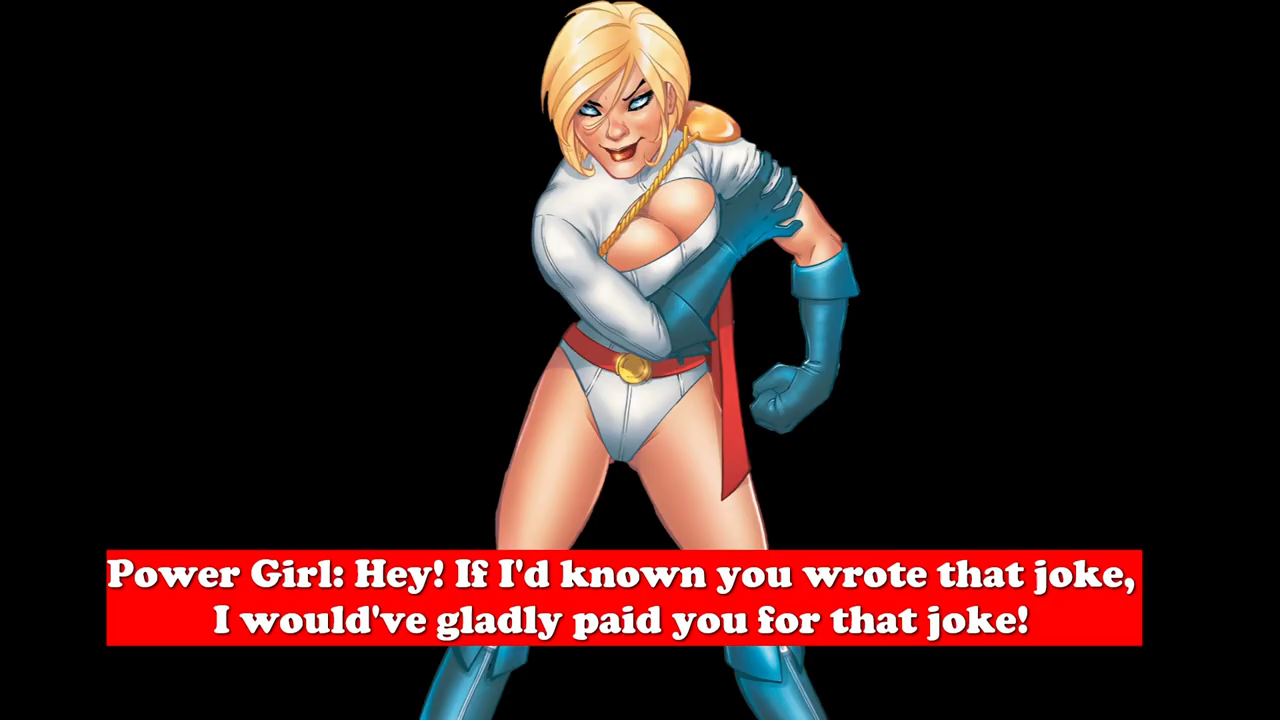 Power Girl: Hey! If I'd known you wrote that joke,
I would've gladly paid you for that joke!